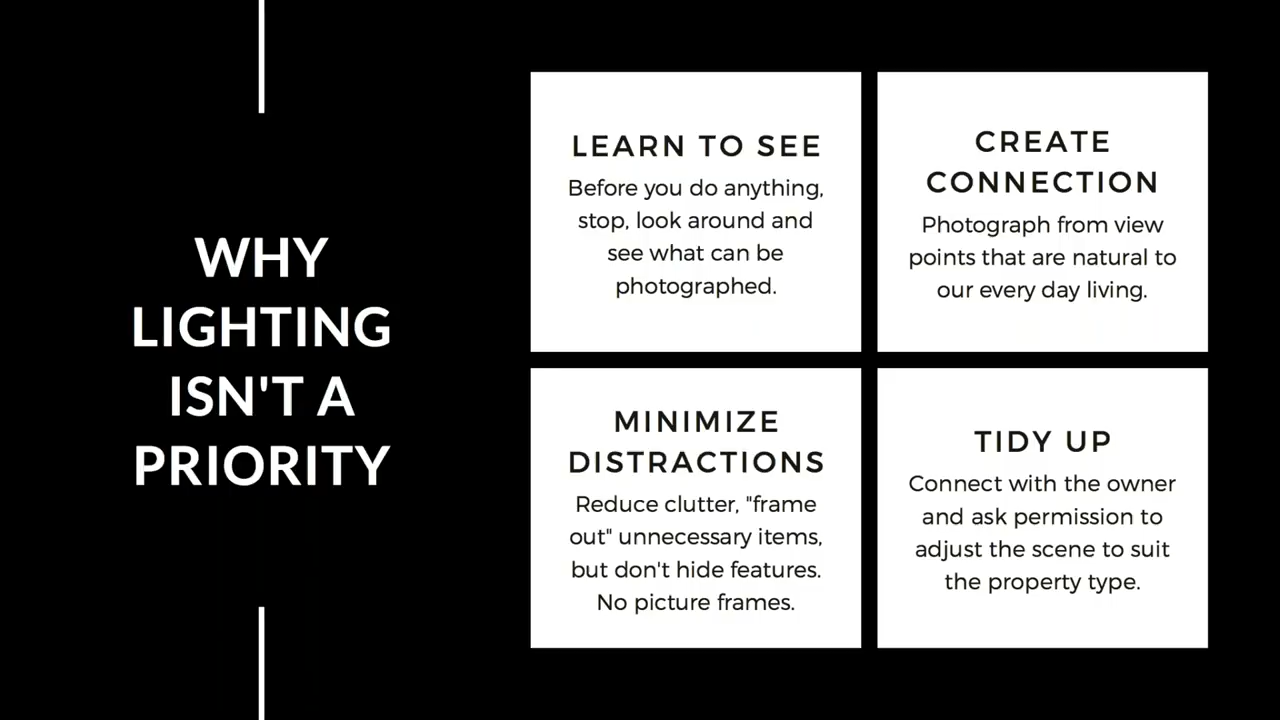 WHY
LIGHTING
ISN'T A
PRIORITY
LEARN TO SEE
Before you do anything,
stop, look around and
see what can be
photographed.
CREATE
CONNECTION
Photograph from view
points that are natural to
our every day living.
MINIMIZE
DISTRACTIONS
Reduce clutter, "frame
out" unnecessary items,
but don't hide features.
No picture frames.
TIDY UP
Connect with the owner
and ask permission to
adjust the scene to suit
the property type.